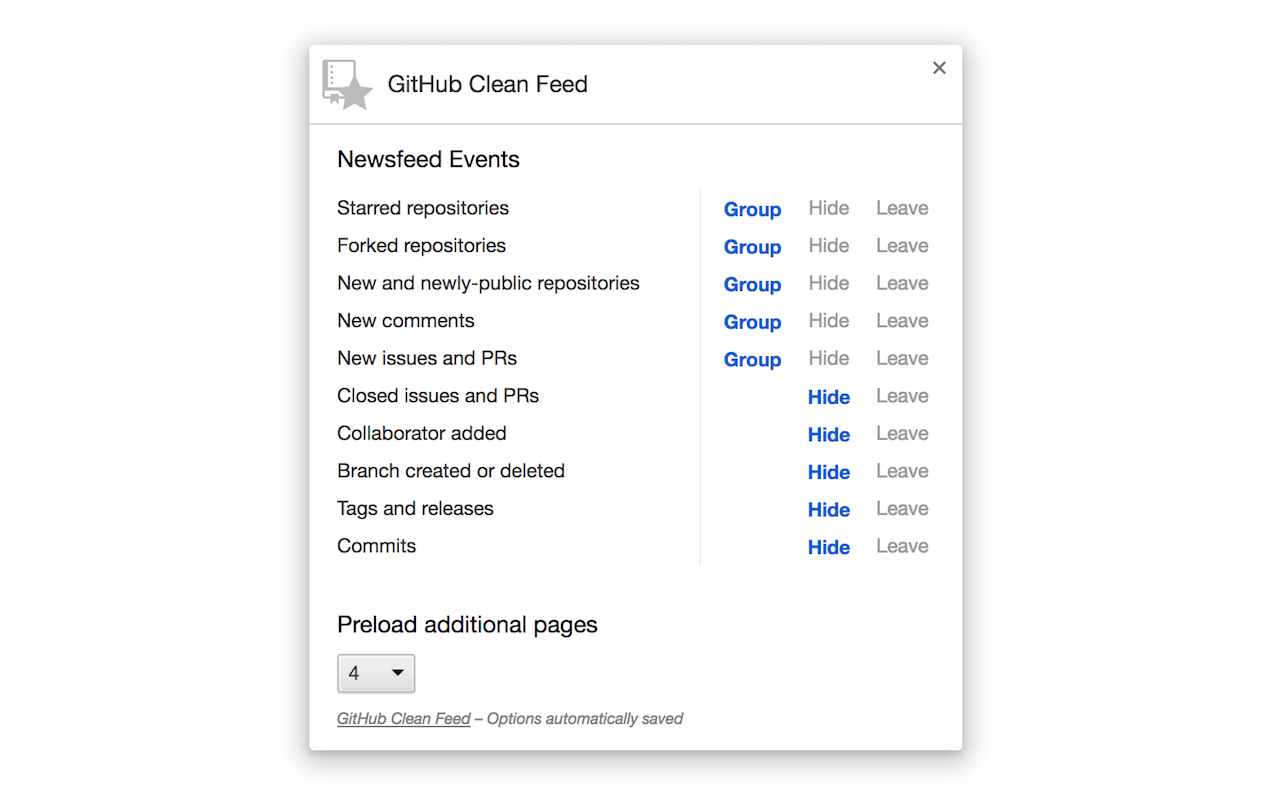 GitHub Clean Feed
×
Newsfeed Events
Starred repositories Group Hide Leave
Forked repositories Group Hide Leave
New and newly-public repositories Group Hide Leave
New comments Group Hide Leave
New issues and PRs Group Hide Leave
Closed issues and PRs Hide Leave
Collaborator added Hide Leave
Branch created or deleted Hide Leave
Tags and releases Hide Leave
Commits Hide Leave
Preload additional pages
4
GitHub Clean Feed – Options automatically saved